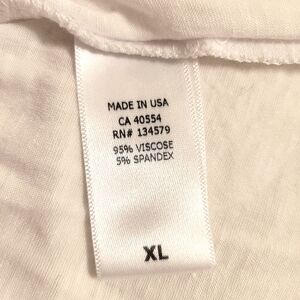 MADE IN USA
CA 40554
RN# 134579
95% VISCOSE
5% SPANDEX
XL